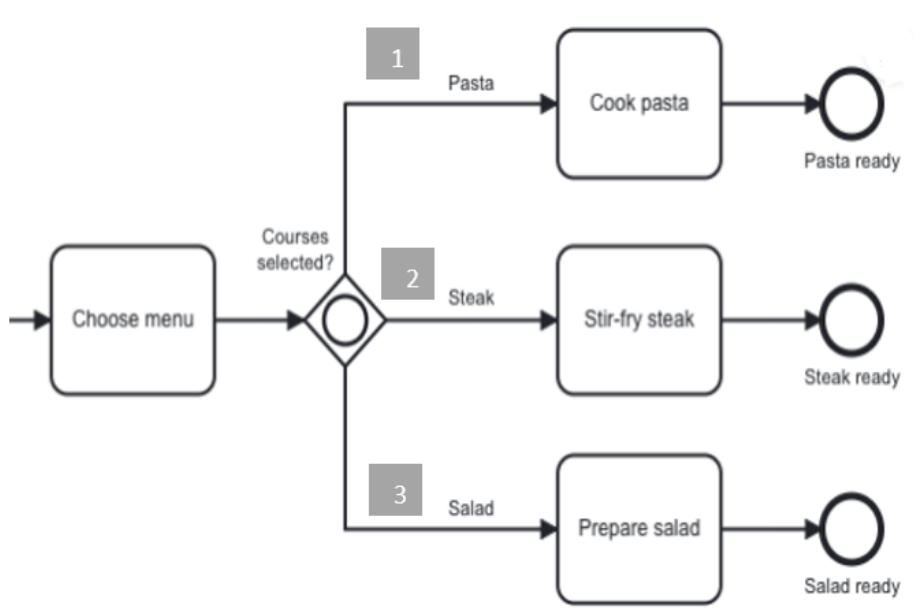 1
Pasta
Cook pasta
Pasta ready
Courses
selected?
2
Steak
Choose menu
Stir-fry steak
Steak ready
3
Salad
Prepare salad
Salad ready